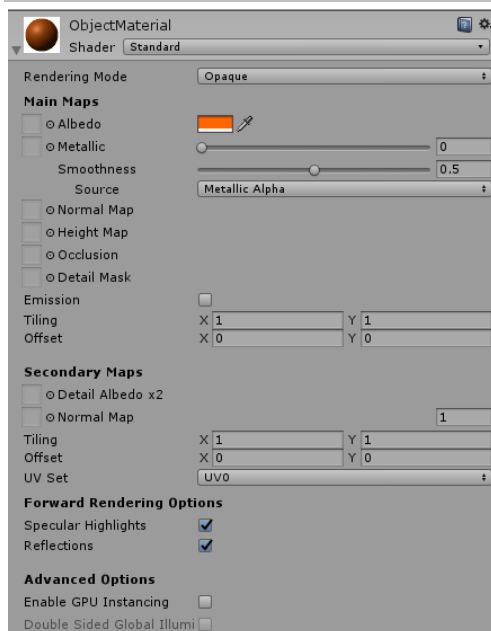 ObjectMaterial
Shader Standard
Rendering Mode Opaque
Main Maps
Albedo
Metallic 0
Smoothness 0.5
Source Metallic Alpha
Normal Map
Height Map
Occlusion
Detail Mask
Emission
Tiling X 1 Y 1
Offset X 0 Y 0
Secondary Maps
Detail Albedo x2
Normal Map 1
Tiling X 1 Y 1
Offset X 0 Y 0
UV Set UV0
Forward Rendering Options
Specular Highlights
Reflections
Advanced Options
Enable GPU Instancing
Double Sided Global Illumi